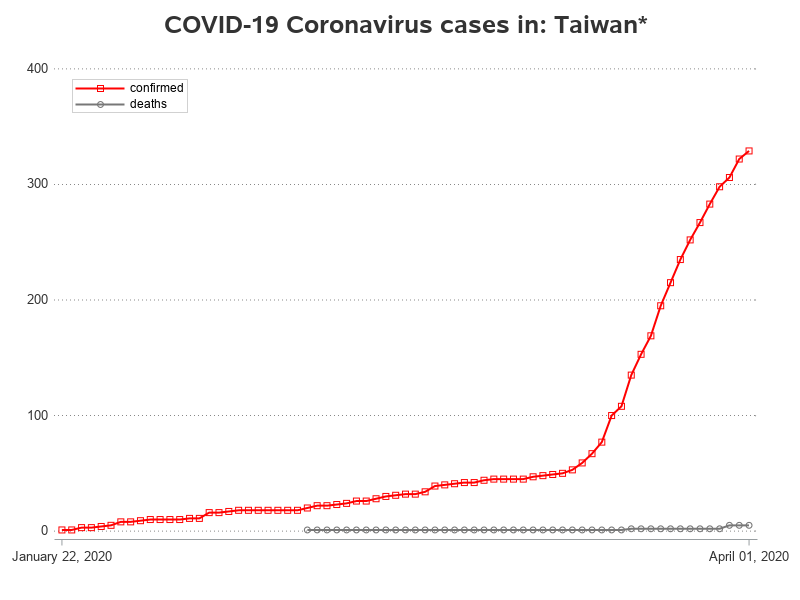 COVID-19 Coronavirus cases in: Taiwan*
400
confirmed
deaths
300
200
100
0
January 22, 2020
April 01, 2020